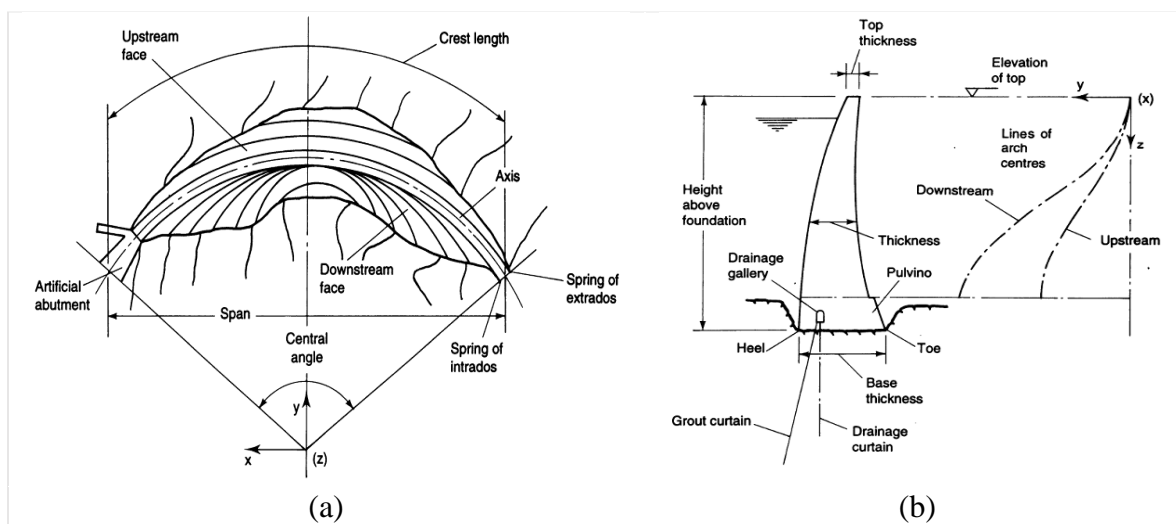 Upstream
face
Crest length
Axis
Artificial
abutment
Downstream
face
Spring of
extrados
Span
Central
angle
Spring of
intrados
y
x
(z)
(a)
Top
thickness
Elevation
of top
y
(x)
z
Lines of
arch
centres
Height
above
foundation
Downstream
Thickness
Upstream
Drainage
gallery
Pulvino
Heel
Toe
Base
thickness
Grout curtain
Drainage
curtain
(b)